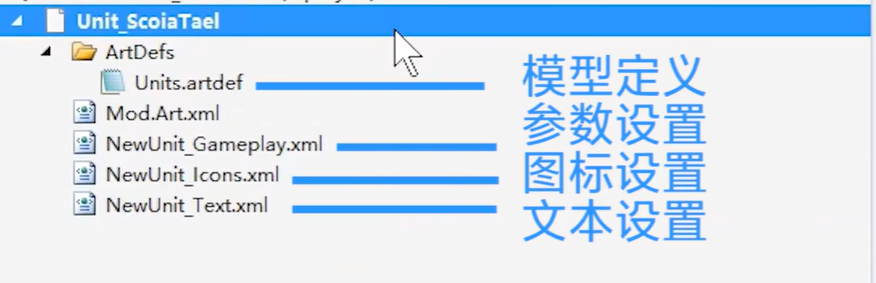 Unit_ScoiaTael
ArtDefs
Units.artdef
模型定义
Mod.Art.xml
参数设置
NewUnit_Gameplay.xml
图标设置
NewUnit_Icons.xml
文本设置
NewUnit_Text.xml